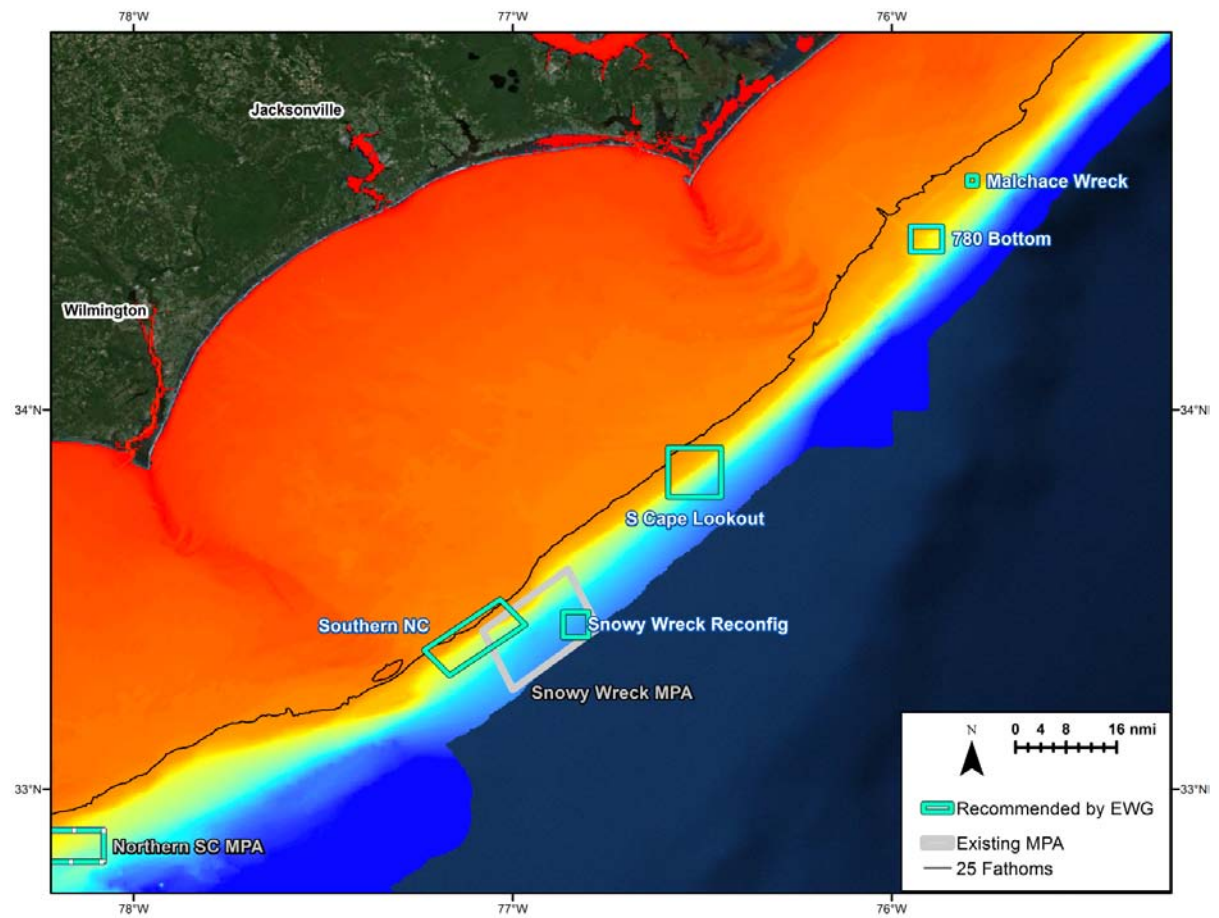 78°W 77°W 76°W
Jacksonville
Malchace Wreck
780 Bottom
Wilmington
34°N 34°N
S Cape Lookout
Southern NC
Snowy Wreck Reconfig
Snowy Wreck MPA
N
0 4 8 16 nmi
33°N 33°N
Recommended by EWG
Northern SC MPA
Existing MPA
25 Fathoms
78°W 77°W 76°W